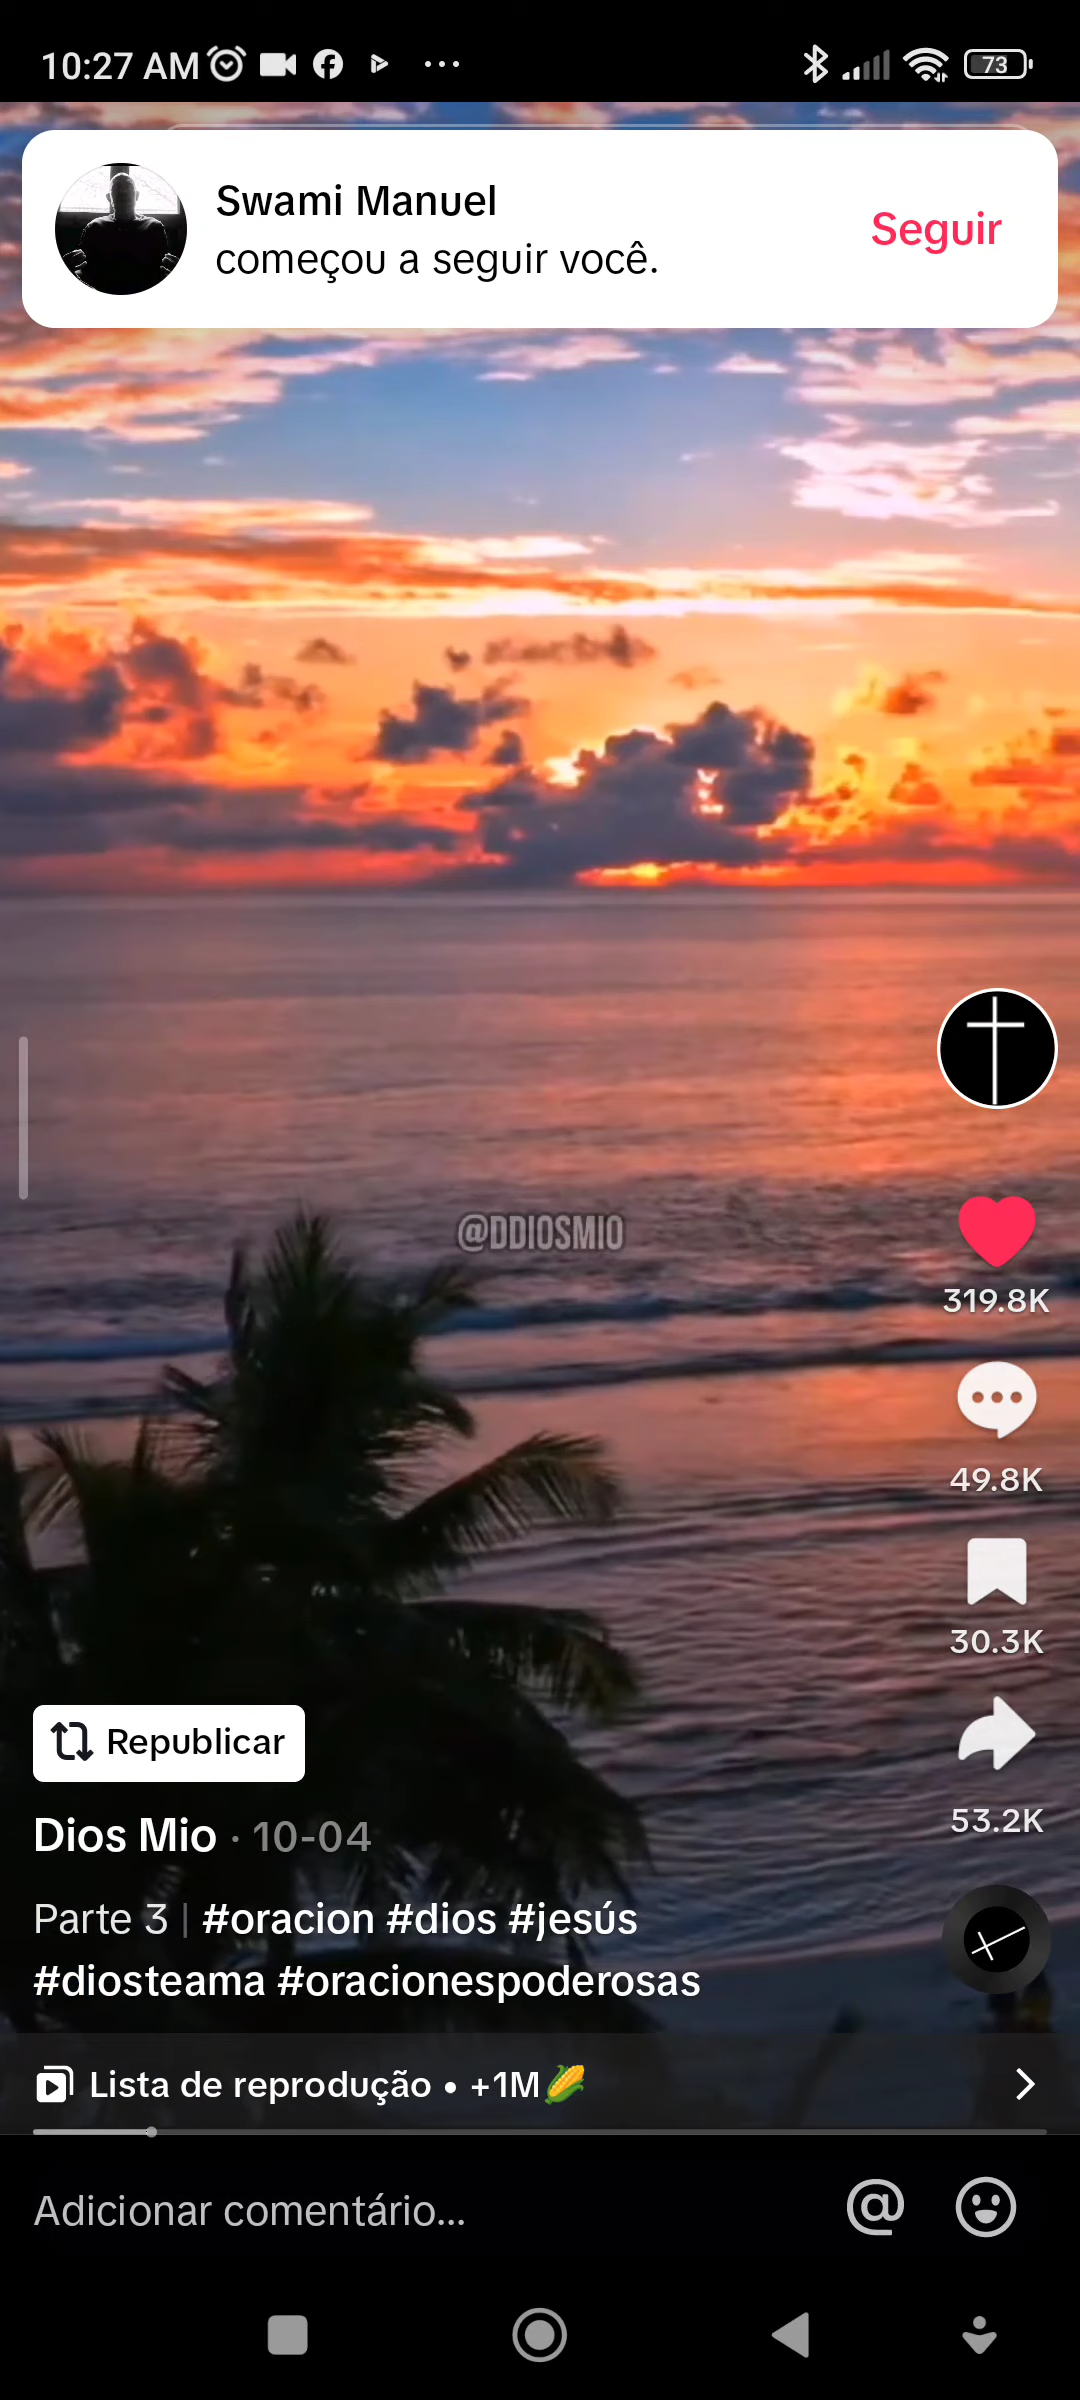 10:27 AM
73
Swami Manuel
começou a seguir você.
Seguir
@DDIOSMIO
319.8K
49.8K
30.3K
53.2K
Republicar
Dios Mio · 10-04
Parte 3 | #oracion #dios #jesús
#diosteama #oracionespoderosas
Lista de reprodução • +1M🌽
Adicionar comentário...